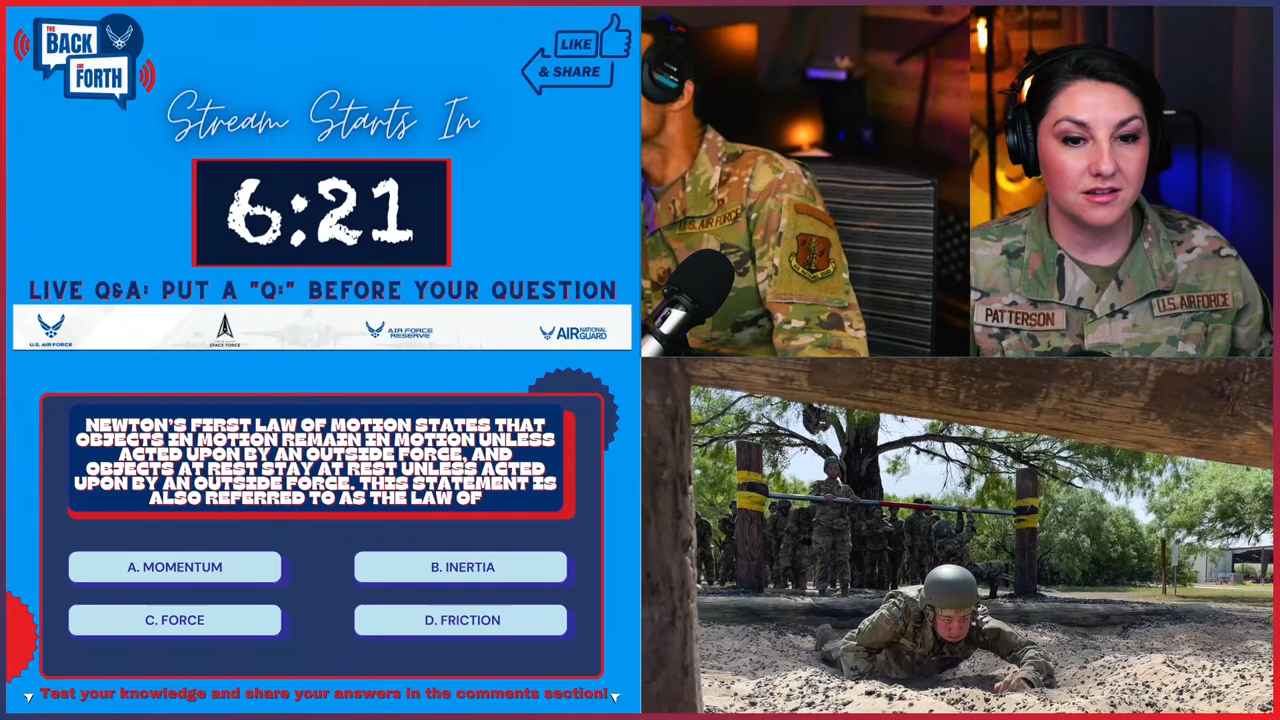 THE
BACK
AND
FORTH
LIKE
& SHARE
Stream Starts In
6:21
LIVE Q&A: PUT A "Q:" BEFORE YOUR QUESTION
U.S. AIR FORCE
SPACE FORCE
AIR FORCE
RESERVE
AIR NATIONAL
GUARD
NEWTON'S FIRST LAW OF MOTION STATES THAT
OBJECTS IN MOTION REMAIN IN MOTION UNLESS
ACTED UPON BY AN OUTSIDE FORCE, AND
OBJECTS AT REST STAY AT REST UNLESS ACTED
UPON BY AN OUTSIDE FORCE. THIS STATEMENT IS
ALSO REFERRED TO AS THE LAW OF
A. MOMENTUM
B. INERTIA
C. FORCE
D. FRICTION
Test your knowledge and share your answers in the comments section!
U.S. AIR FORCE
PATTERSON
U.S. AIR FORCE